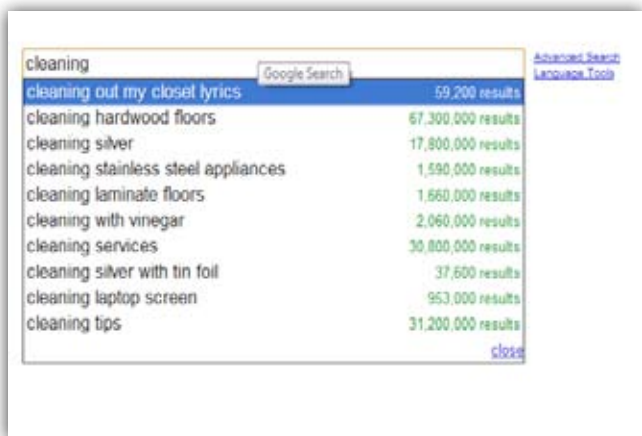 cleaning
Google Search
Advanced Search
Language Tools
cleaning out my closet lyrics 59,200 results
cleaning hardwood floors 67,300,000 results
cleaning silver 17,800,000 results
cleaning stainless steel appliances 1,590,000 results
cleaning laminate floors 1,660,000 results
cleaning with vinegar 2,060,000 results
cleaning services 30,800,000 results
cleaning silver with tin foil 37,600 results
cleaning laptop screen 953,000 results
cleaning tips 31,200,000 results
close